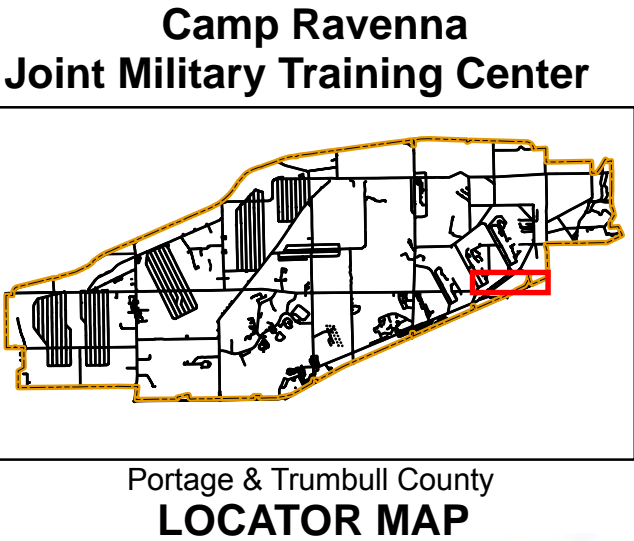 Camp Ravenna
Joint Military Training Center
Portage & Trumbull County
LOCATOR MAP